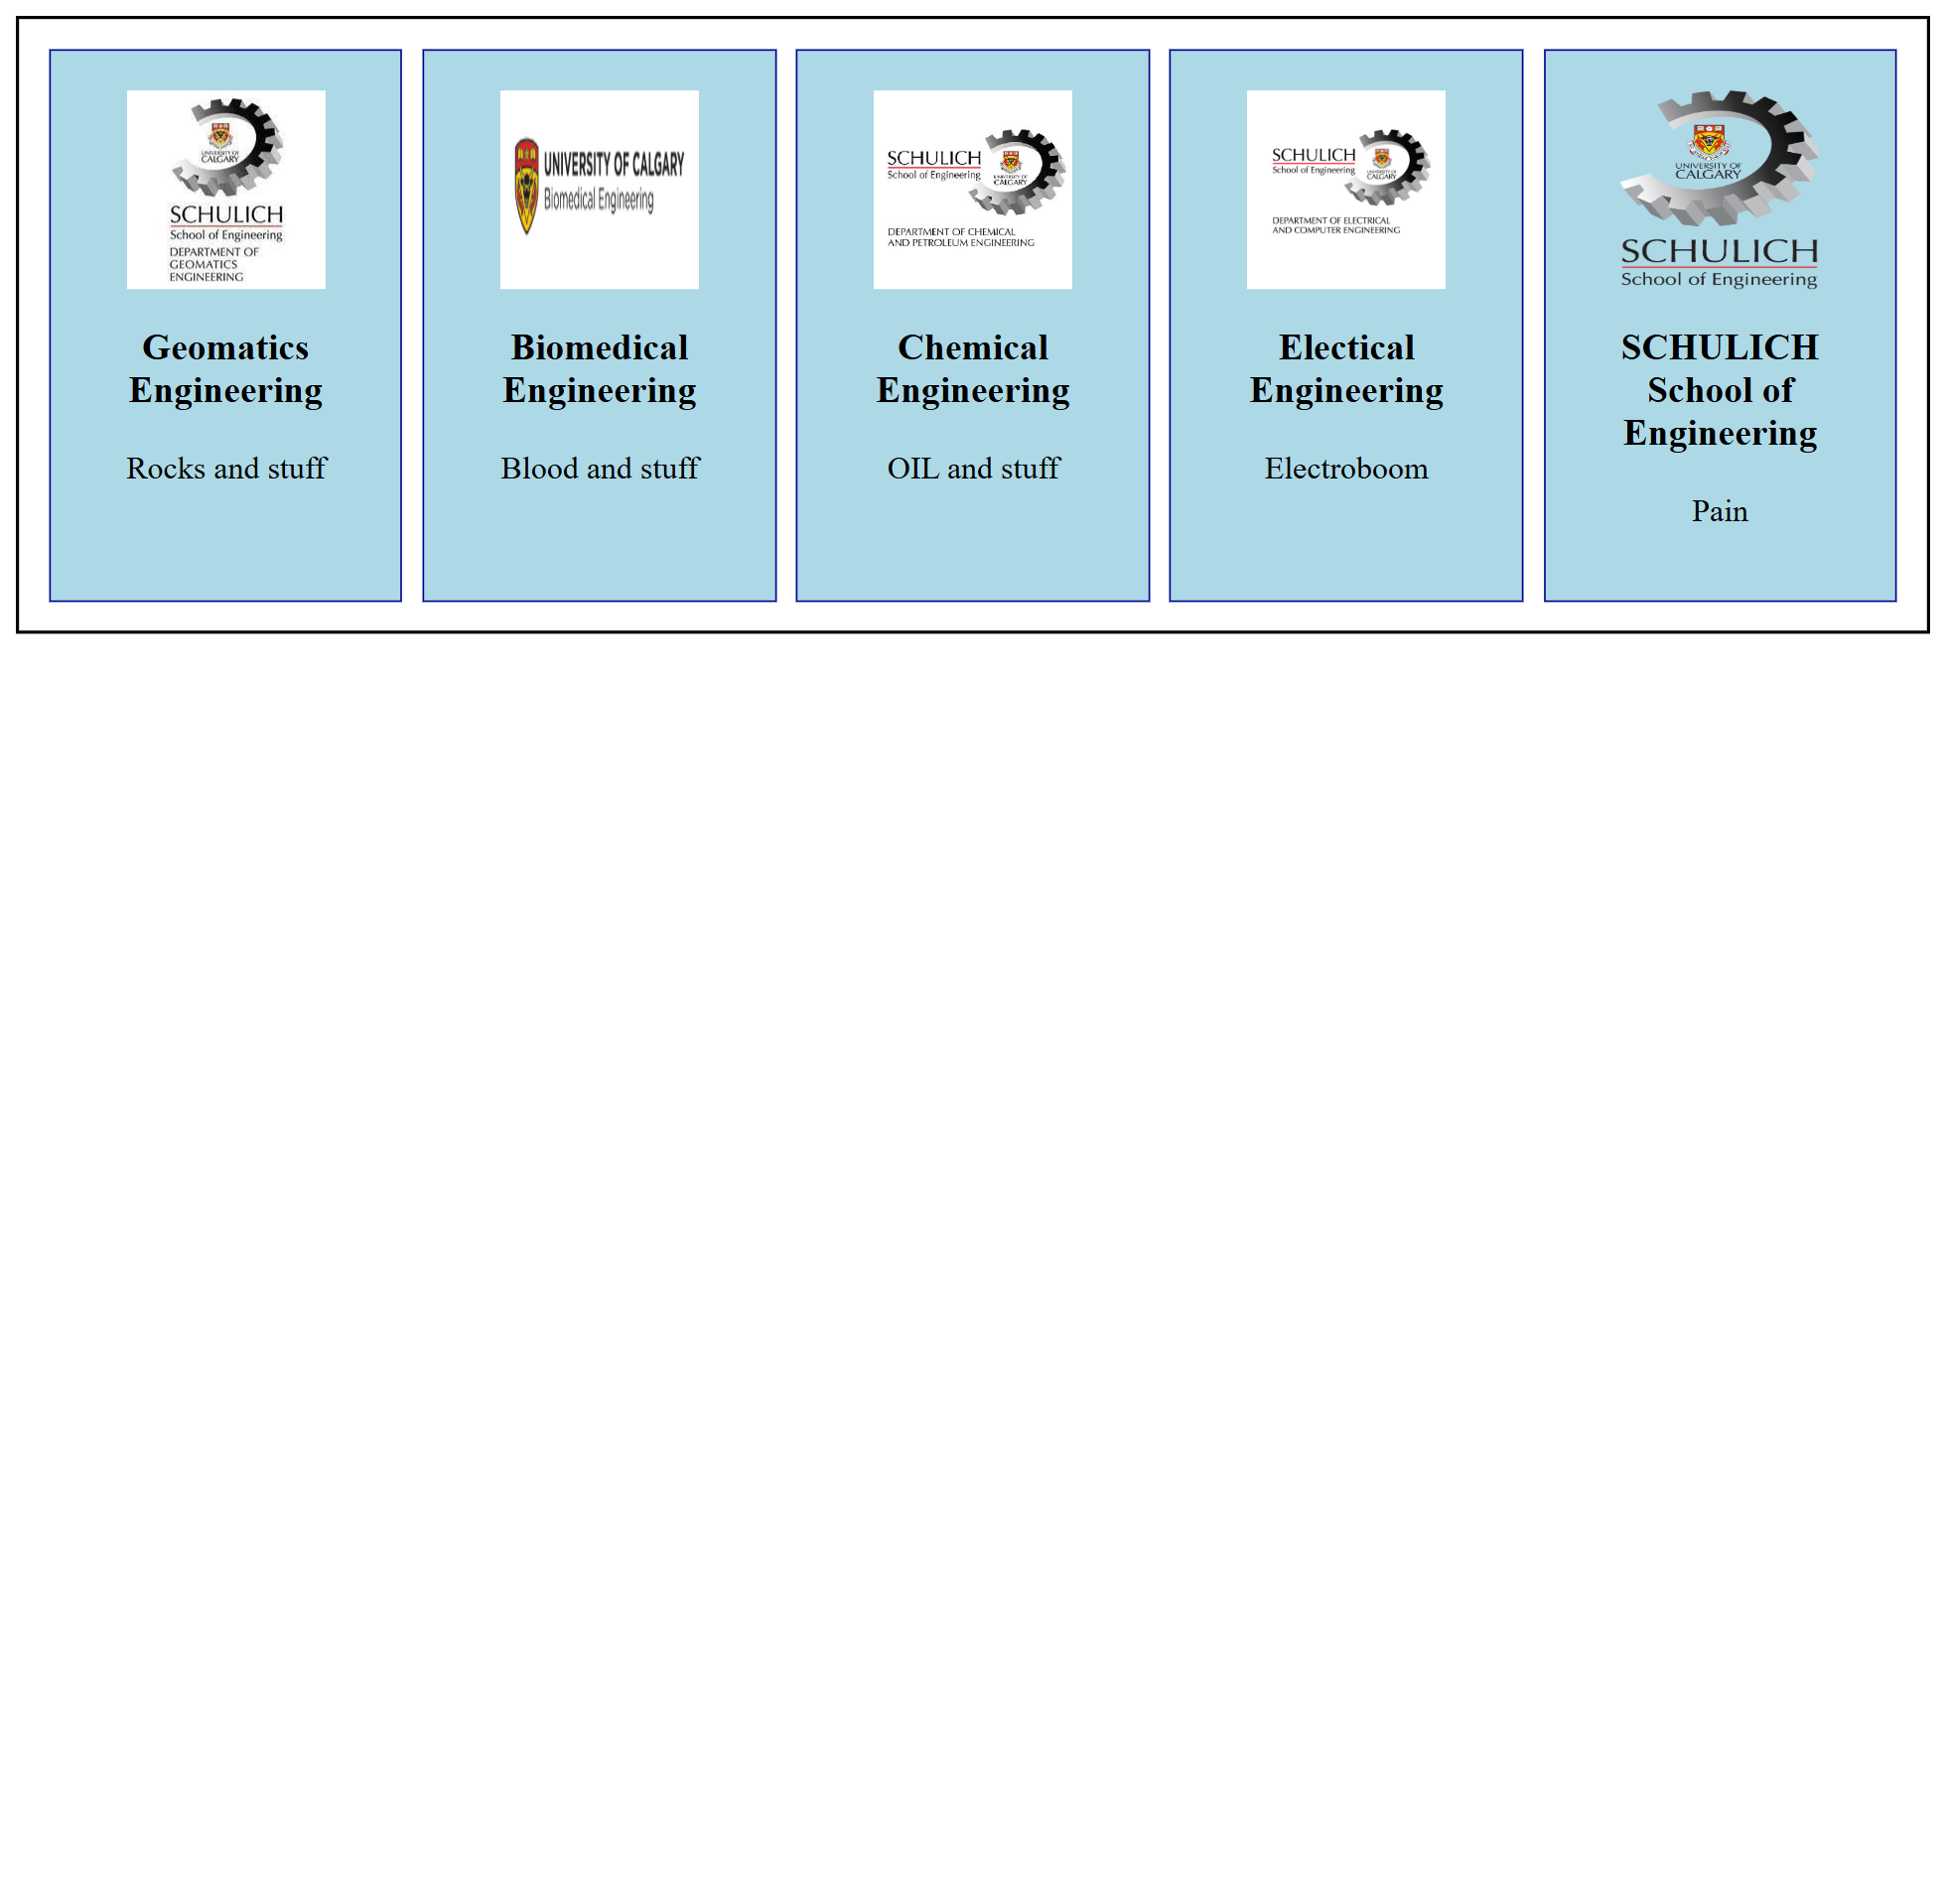 UNIVERSITY OF
CALGARY
SCHULICH
School of Engineering
DEPARTMENT OF
GEOMATICS
ENGINEERING
Geomatics
Engineering
Rocks and stuff
UNIVERSITY OF CALGARY
Biomedical Engineering
Biomedical
Engineering
Blood and stuff
SCHULICH
School of Engineering
UNIVERSITY OF
CALGARY
DEPARTMENT OF CHEMICAL
AND PETROLEUM ENGINEERING
Chemical
Engineering
OIL and stuff
SCHULICH
School of Engineering
UNIVERSITY OF
CALGARY
DEPARTMENT OF ELECTRICAL
AND COMPUTER ENGINEERING
Electical
Engineering
Electroboom
UNIVERSITY OF
CALGARY
SCHULICH
School of Engineering
SCHULICH
School of
Engineering
Pain